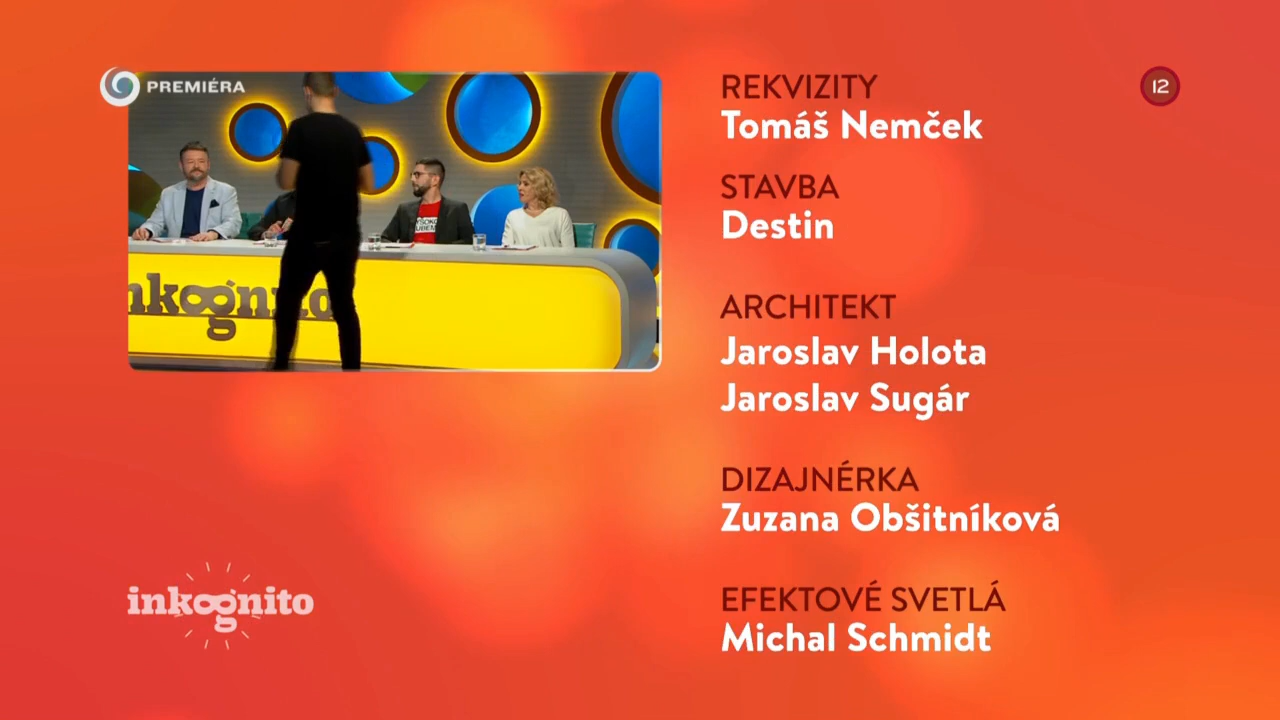 PREMIÉRA
12
REKVIZITY
Tomáš Nemček
STAVBA
Destin
ARCHITEKT
Jaroslav Holota
Jaroslav Sugár
DIZAJNÉRKA
Zuzana Obšitníková
EFEKTOVÉ SVETLÁ
Michal Schmidt
inkognito